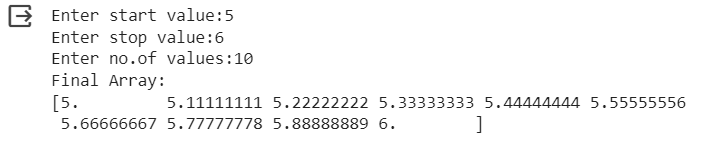 Enter start value:5
Enter stop value:6
Enter no.of values:10
Final Array:
[5.         5.11111111 5.22222222 5.33333333 5.44444444 5.55555556
 5.66666667 5.77777778 5.88888889 6.        ]